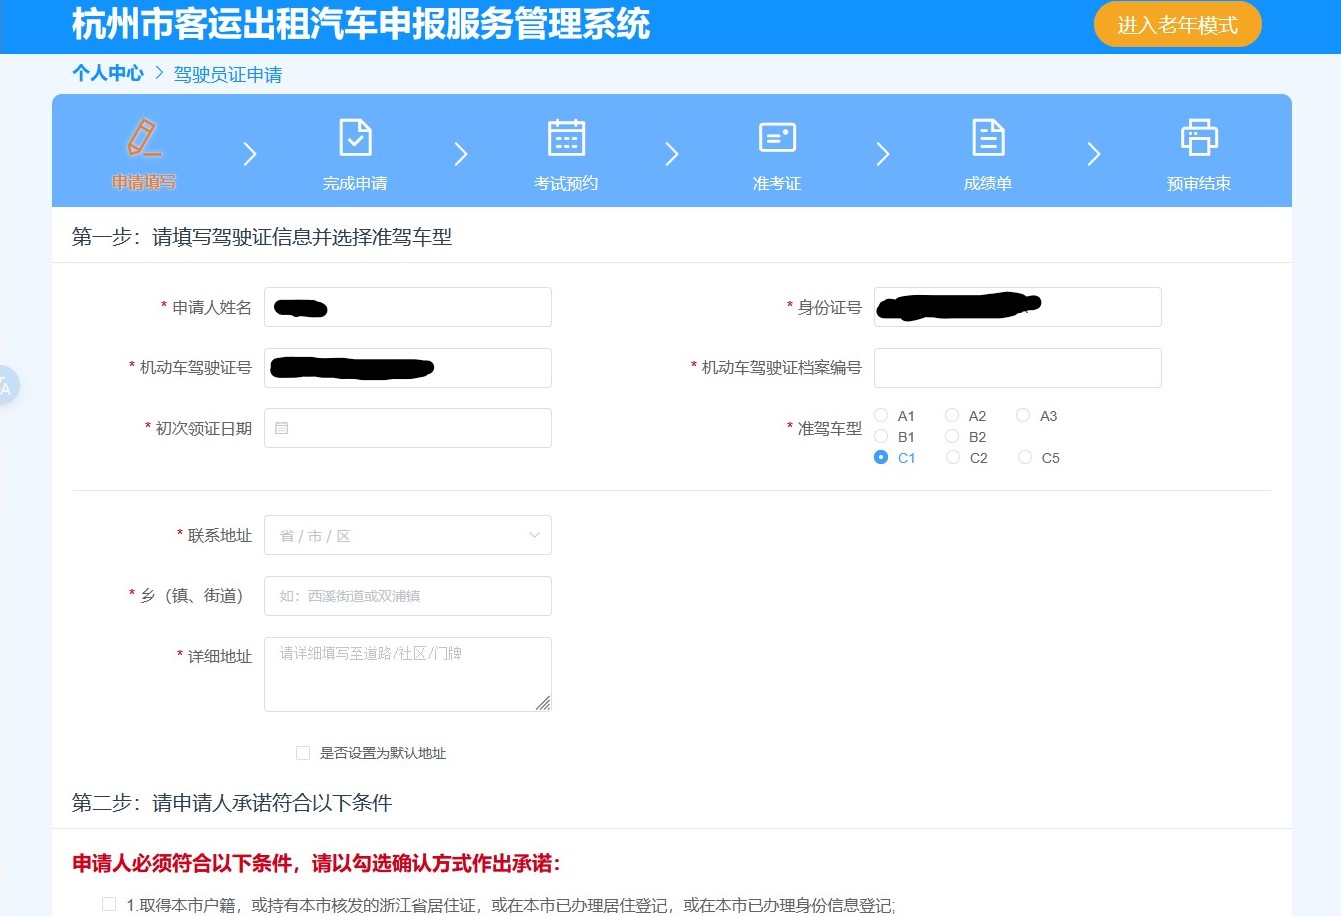 杭州市客运出租汽车申报服务管理系统
进入老年模式
个人中心 > 驾驶员证申请
申请填写 完成申请 考试预约 准考证 成绩单 预审结束
第一步：请填写驾驶证信息并选择准驾车型
* 申请人姓名 * 身份证号
* 机动车驾驶证号 * 机动车驾驶证档案编号
* 初次领证日期 * 准驾车型
A1 A2 A3
B1 B2
C1 C2 C5
* 联系地址 省 / 市 / 区
* 乡（镇、街道） 如：西溪街道或双浦镇
* 详细地址 请详细填写至道路/社区/门牌
是否设置为默认地址
第二步：请申请人承诺符合以下条件
申请人必须符合以下条件，请以勾选确认方式作出承诺：
1.取得本市户籍，或持有本市核发的浙江省居住证，或在本市已办理居住登记，或在本市已办理身份信息登记;